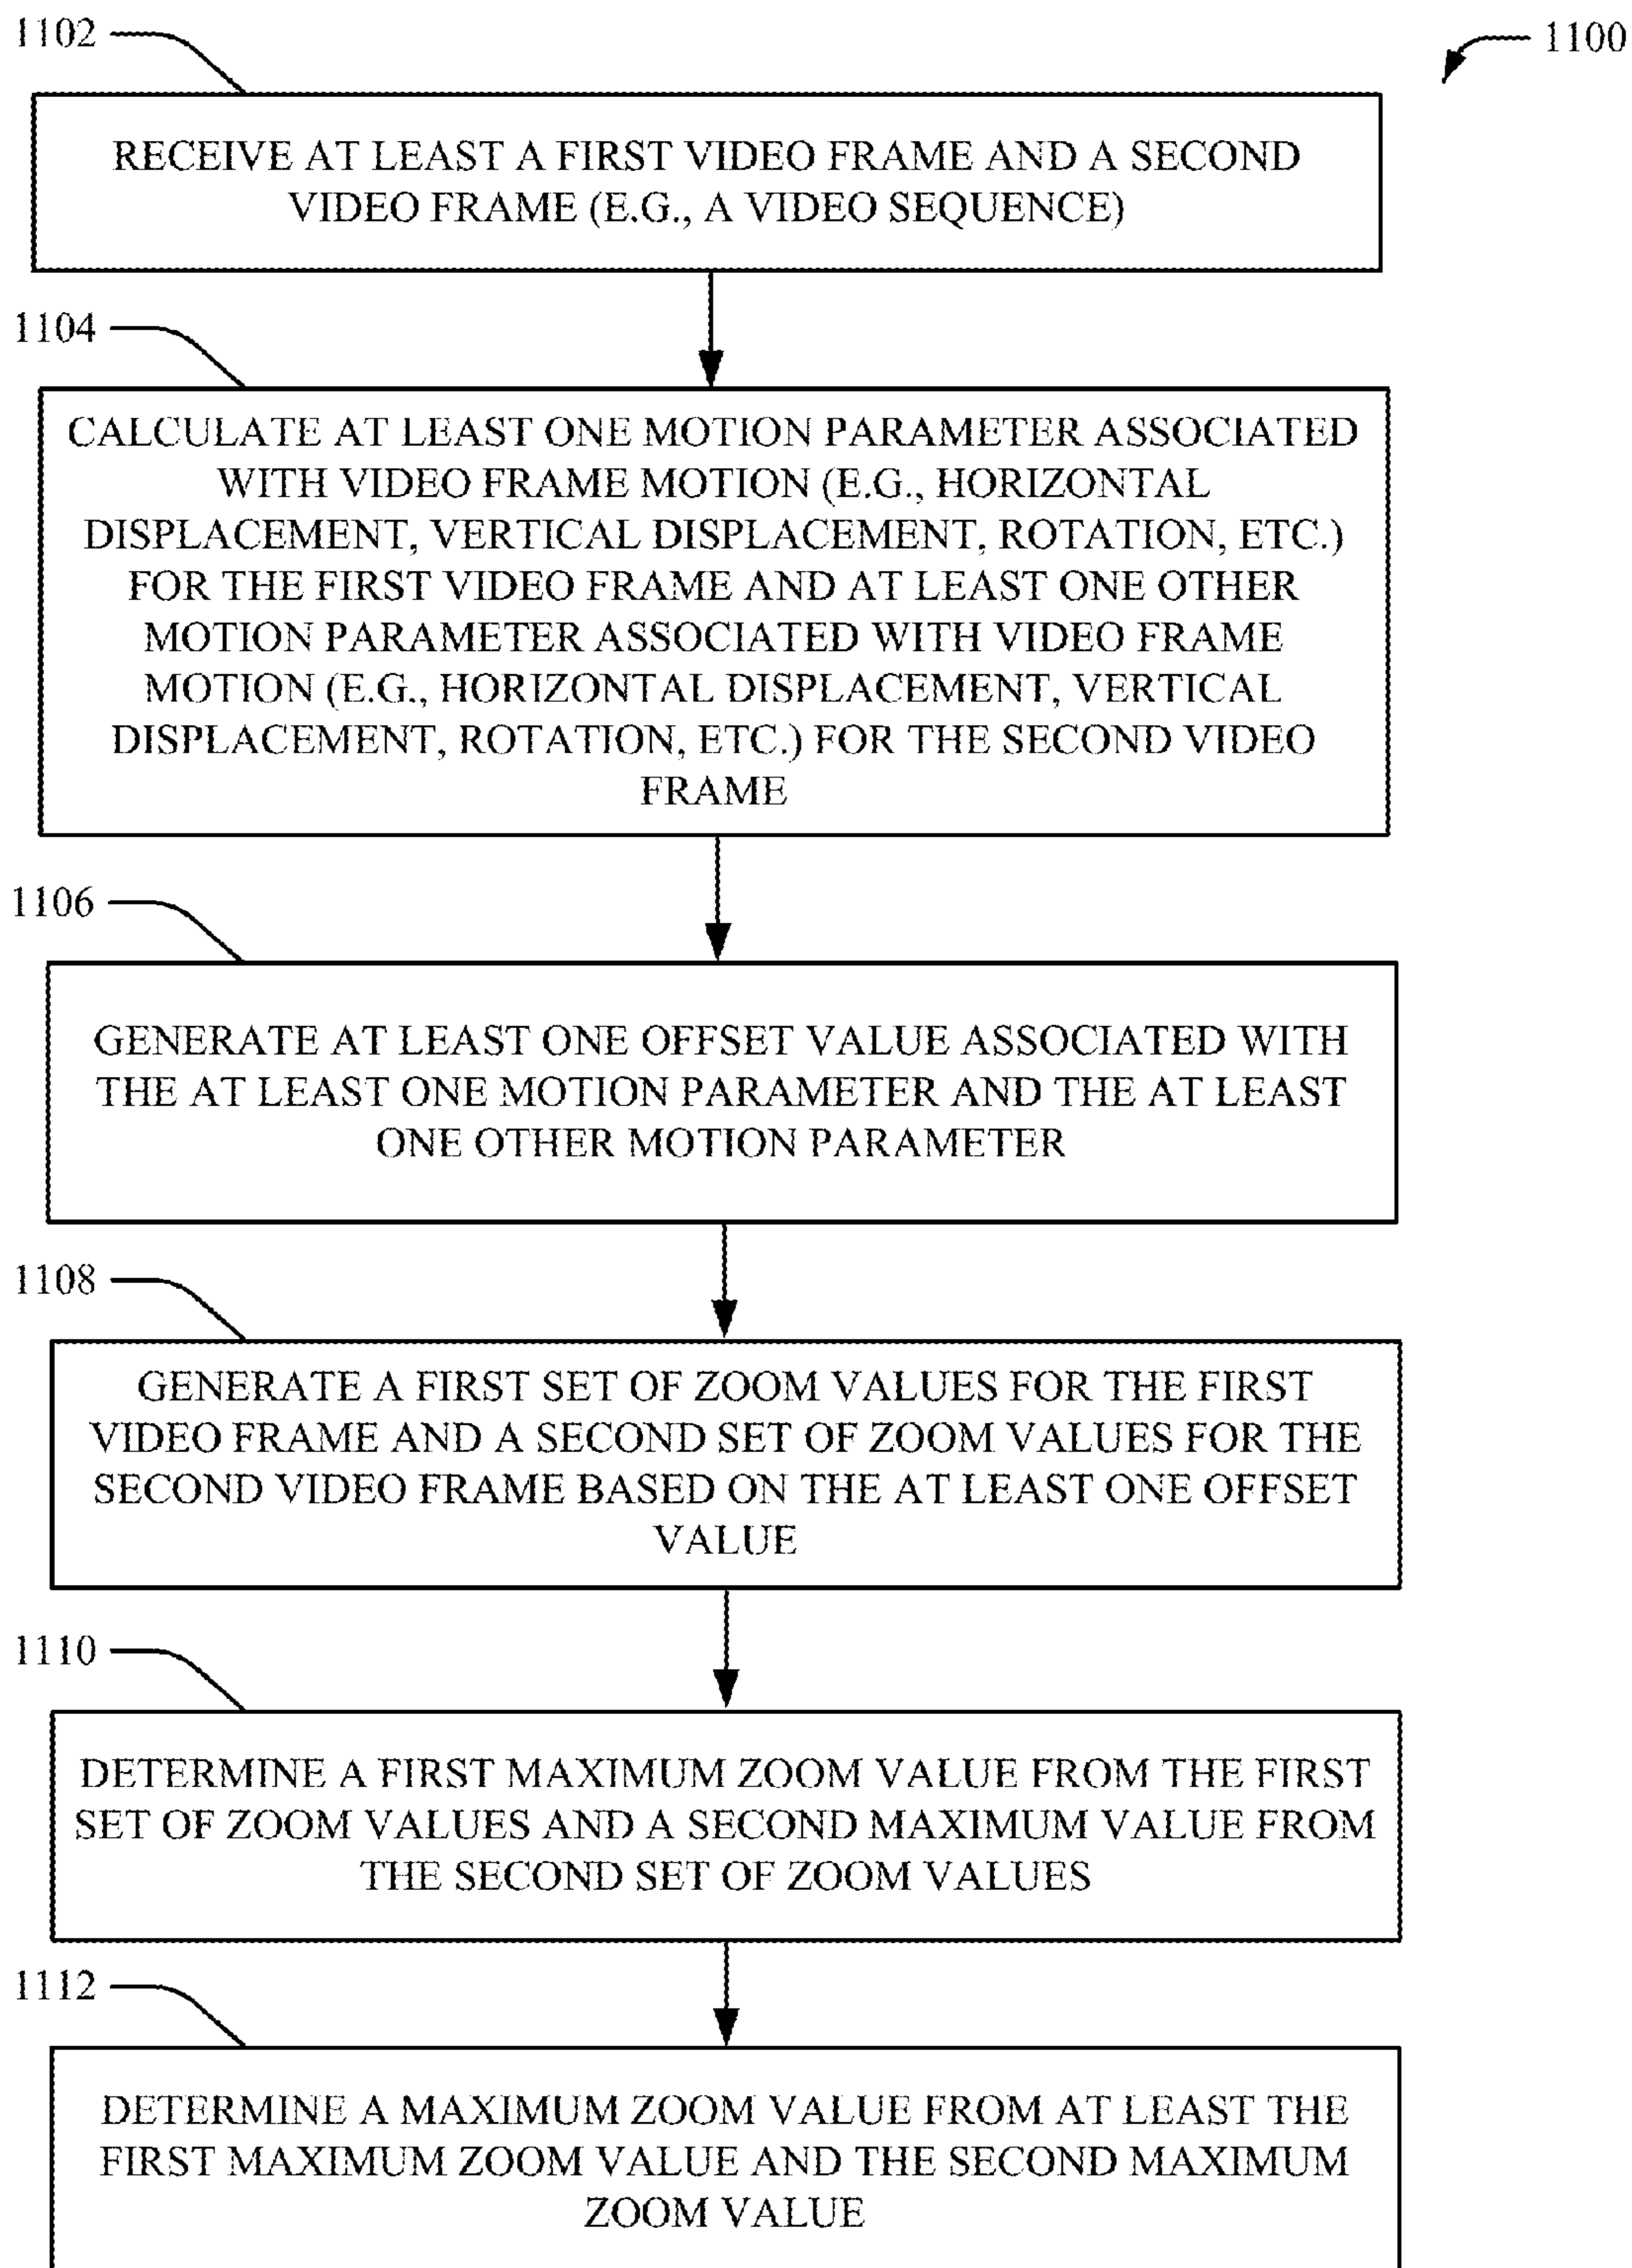 1102
1100
RECEIVE AT LEAST A FIRST VIDEO FRAME AND A SECOND
VIDEO FRAME (E.G., A VIDEO SEQUENCE)
1104
CALCULATE AT LEAST ONE MOTION PARAMETER ASSOCIATED
WITH VIDEO FRAME MOTION (E.G., HORIZONTAL
DISPLACEMENT, VERTICAL DISPLACEMENT, ROTATION, ETC.)
FOR THE FIRST VIDEO FRAME AND AT LEAST ONE OTHER
MOTION PARAMETER ASSOCIATED WITH VIDEO FRAME
MOTION (E.G., HORIZONTAL DISPLACEMENT, VERTICAL
DISPLACEMENT, ROTATION, ETC.) FOR THE SECOND VIDEO
FRAME
1106
GENERATE AT LEAST ONE OFFSET VALUE ASSOCIATED WITH
THE AT LEAST ONE MOTION PARAMETER AND THE AT LEAST
ONE OTHER MOTION PARAMETER
1108
GENERATE A FIRST SET OF ZOOM VALUES FOR THE FIRST
VIDEO FRAME AND A SECOND SET OF ZOOM VALUES FOR THE
SECOND VIDEO FRAME BASED ON THE AT LEAST ONE OFFSET
VALUE
1110
DETERMINE A FIRST MAXIMUM ZOOM VALUE FROM THE FIRST
SET OF ZOOM VALUES AND A SECOND MAXIMUM VALUE FROM
THE SECOND SET OF ZOOM VALUES
1112
DETERMINE A MAXIMUM ZOOM VALUE FROM AT LEAST THE
FIRST MAXIMUM ZOOM VALUE AND THE SECOND MAXIMUM
ZOOM VALUE